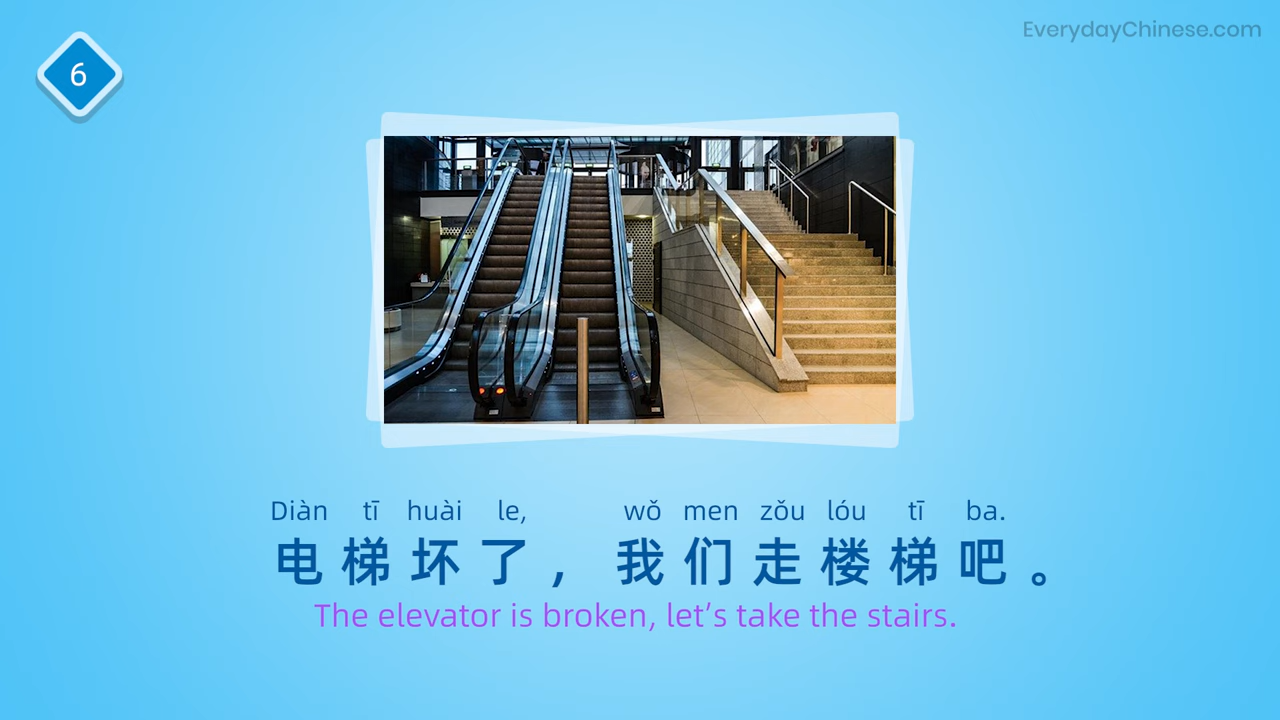 EverydayChinese.com
6
Diàn tī huài le, wǒ men zǒu lóu tī ba.
电梯坏了，我们走楼梯吧。
The elevator is broken, let’s take the stairs.